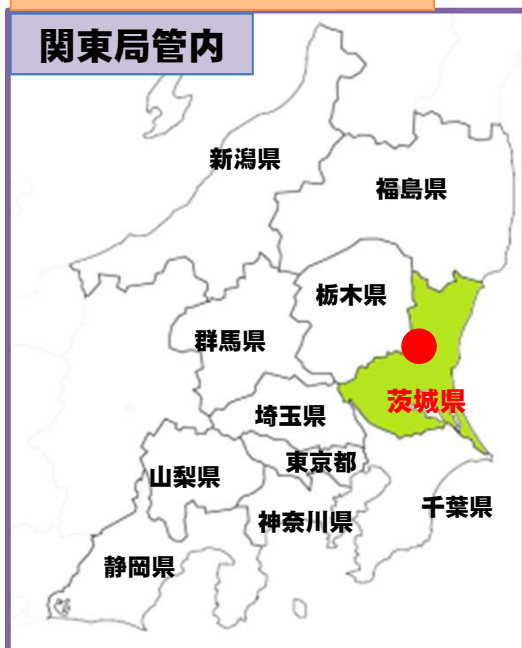 関東局管内
新潟県
福島県
栃木県
群馬県
茨城県
埼玉県
東京都
山梨県
千葉県
神奈川県
静岡県